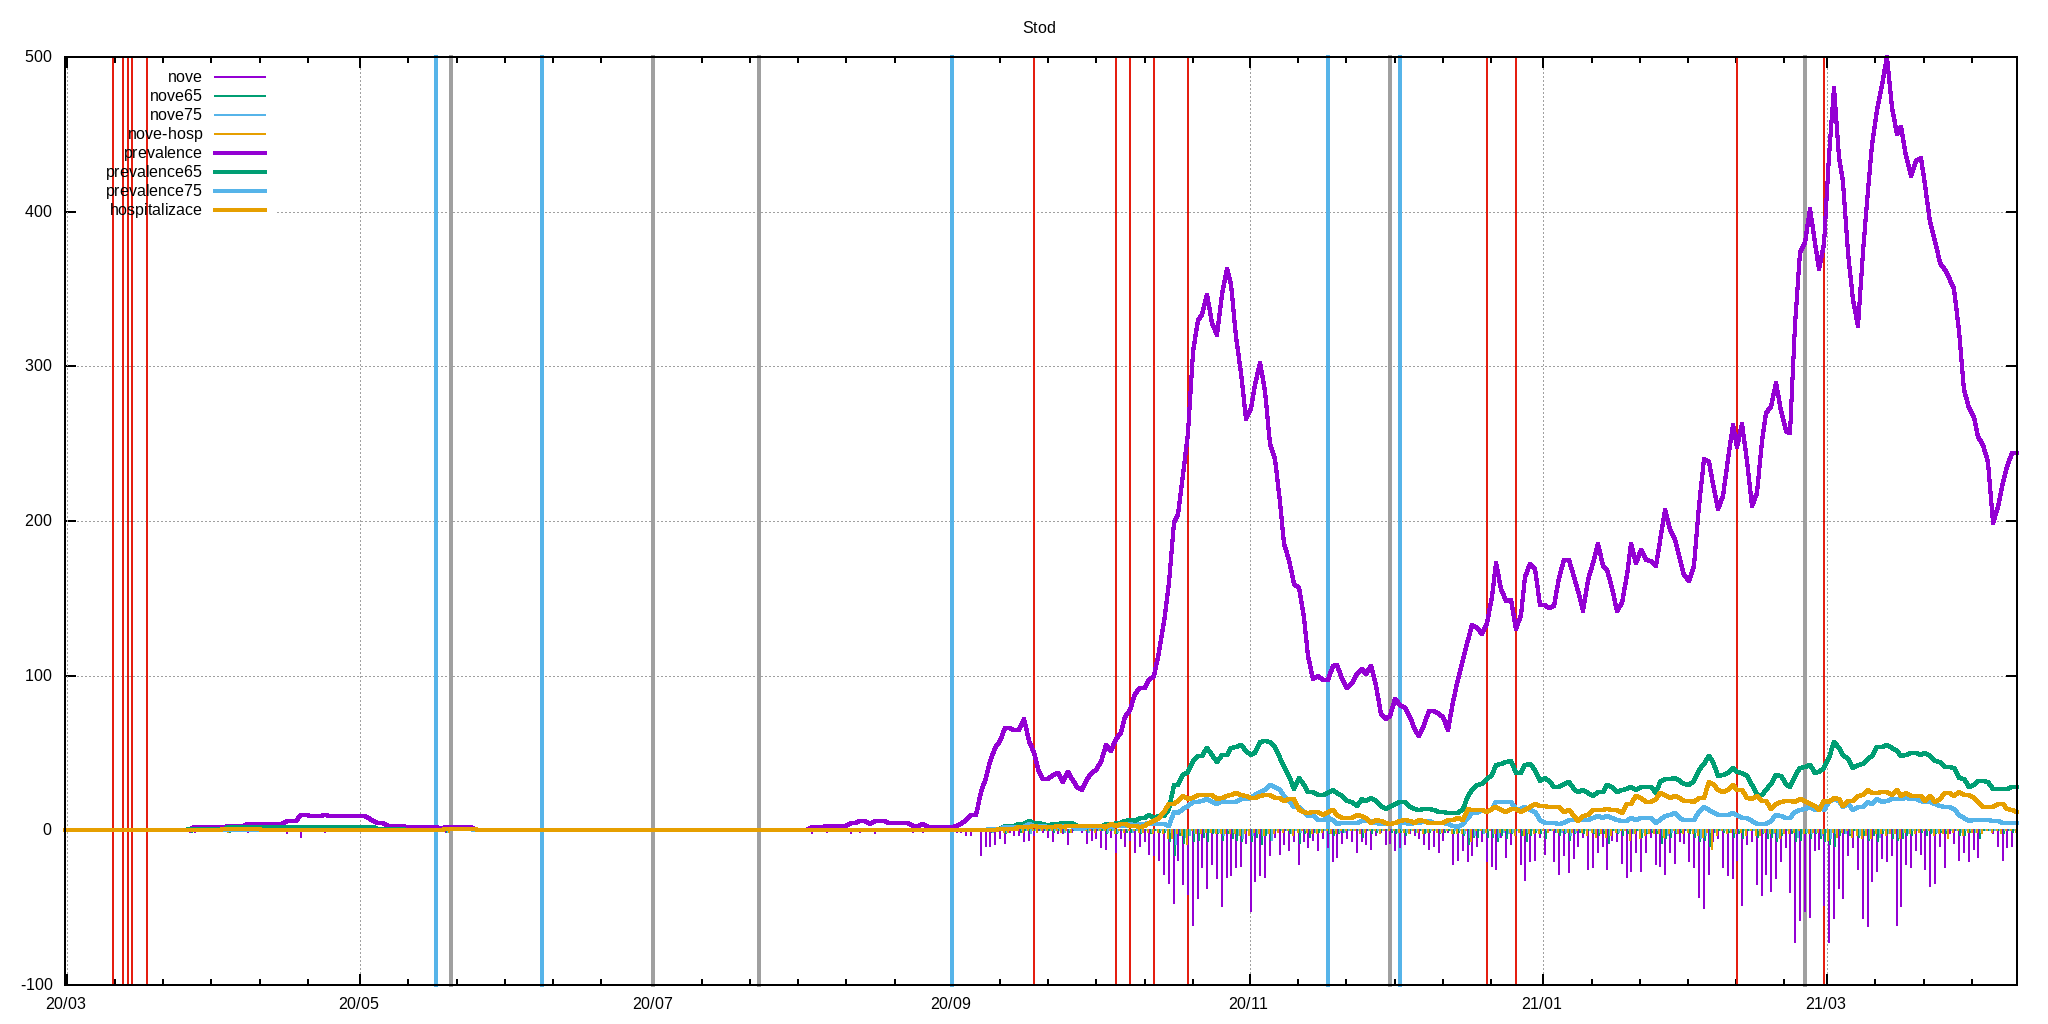 Stod
500
nove
nove65
nove75
nove-hosp
prevalence
prevalence65
prevalence75
hospitalizace
400
300
200
100
0
-100
20/03 20/05 20/07 20/09 20/11 21/01 21/03